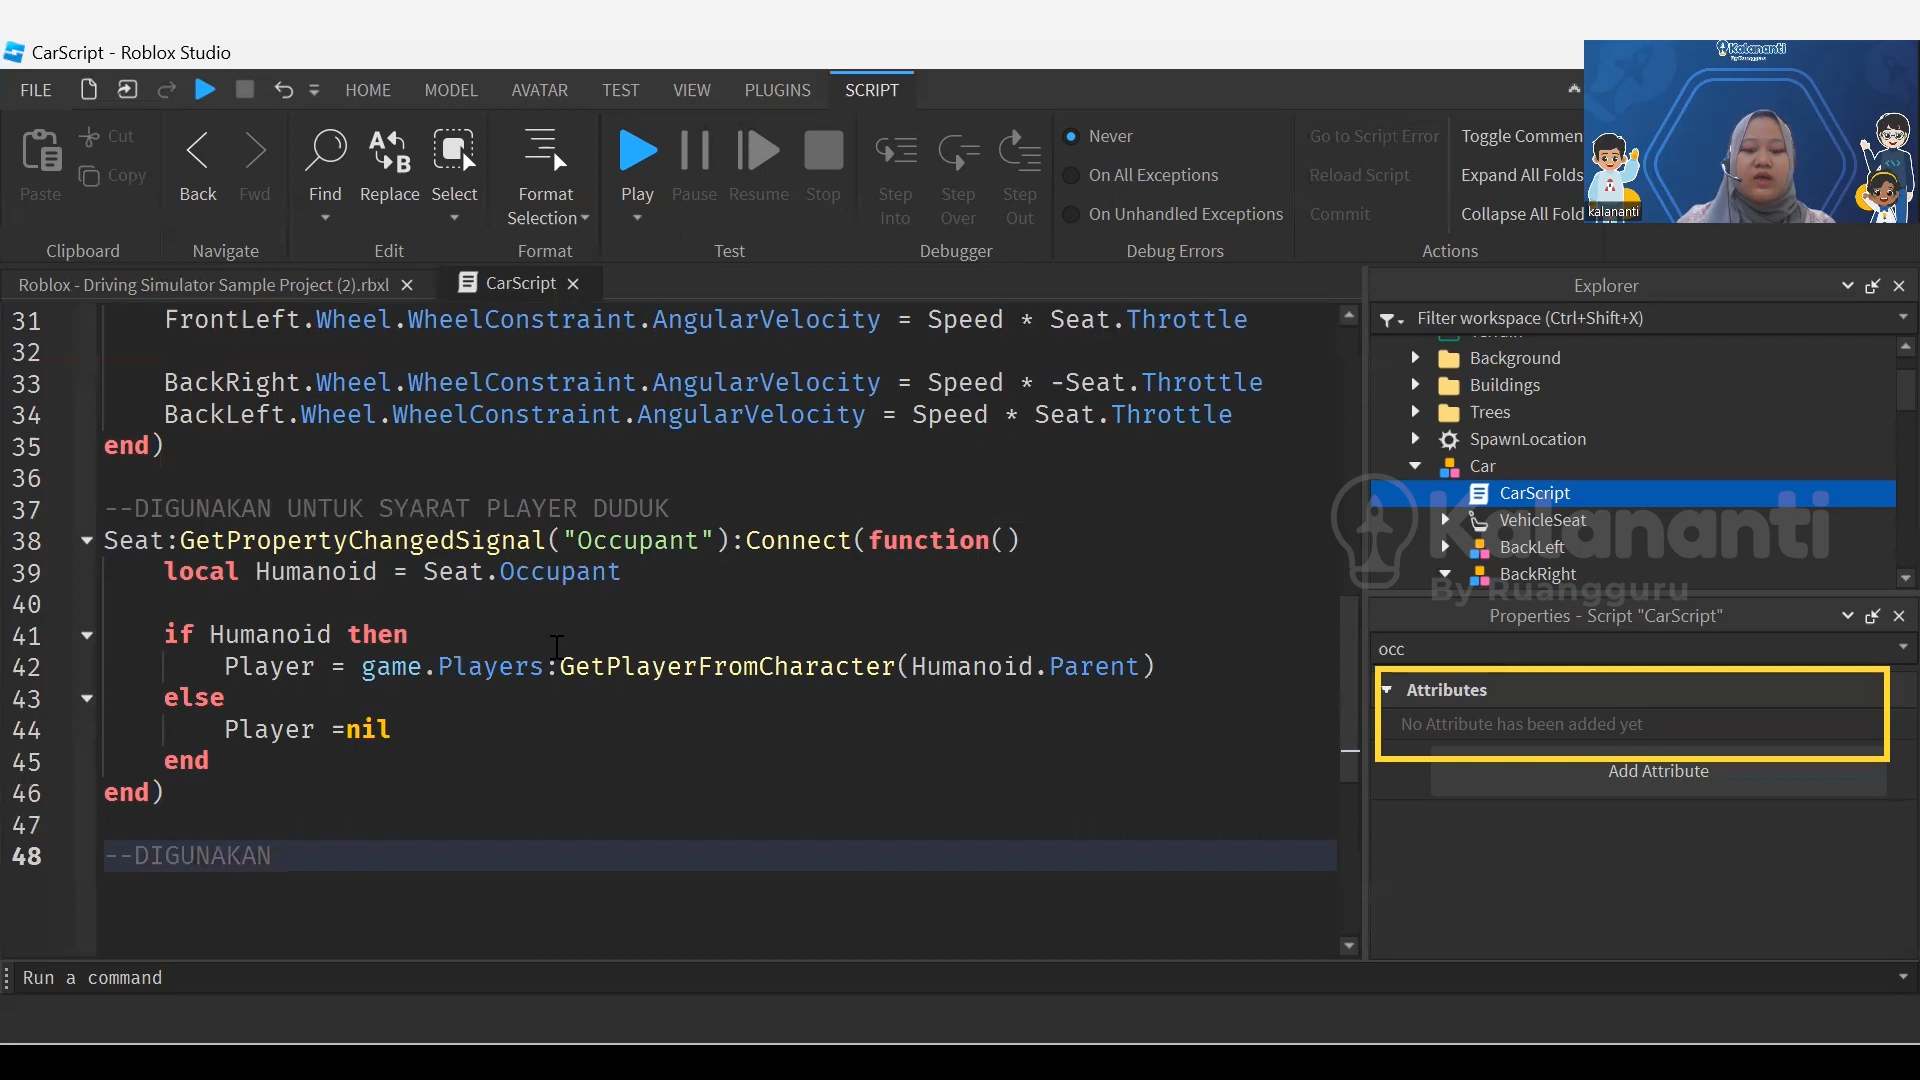 CarScript - Roblox Studio
FILE HOME MODEL AVATAR TEST VIEW PLUGINS SCRIPT
Paste Cut Copy
Clipboard
Back Fwd
Navigate
Find Replace Select
Edit
Format Selection
Format
Play Pause Resume Stop
Test
Step Into Step Over Step Out
Debugger
Never
On All Exceptions
On Unhandled Exceptions
Debug Errors
Go to Script Error
Reload Script
Commit
Toggle Commen
Expand All Folds
Collapse All Fold
Actions
Kalananti
kalananti
Roblox - Driving Simulator Sample Project (2).rbxl
CarScript
31 FrontLeft.Wheel.WheelConstraint.AngularVelocity = Speed * Seat.Throttle
32
33 BackRight.Wheel.WheelConstraint.AngularVelocity = Speed * -Seat.Throttle
34 BackLeft.Wheel.WheelConstraint.AngularVelocity = Speed * Seat.Throttle
35 end)
36
37 --DIGUNAKAN UNTUK SYARAT PLAYER DUDUK
38 Seat:GetPropertyChangedSignal("Occupant"):Connect(function()
39 local Humanoid = Seat.Occupant
40
41 if Humanoid then
42 Player = game.Players:GetPlayerFromCharacter(Humanoid.Parent)
43 else
44 Player =nil
45 end
46 end)
47
48 --DIGUNAKAN
Explorer
Filter workspace (Ctrl+Shift+X)
Background
Buildings
Trees
SpawnLocation
Car
CarScript
VehicleSeat
BackLeft
BackRight
Kalananti
By Ruangguru
Properties - Script "CarScript"
occ
Attributes
No Attribute has been added yet
Add Attribute
Run a command